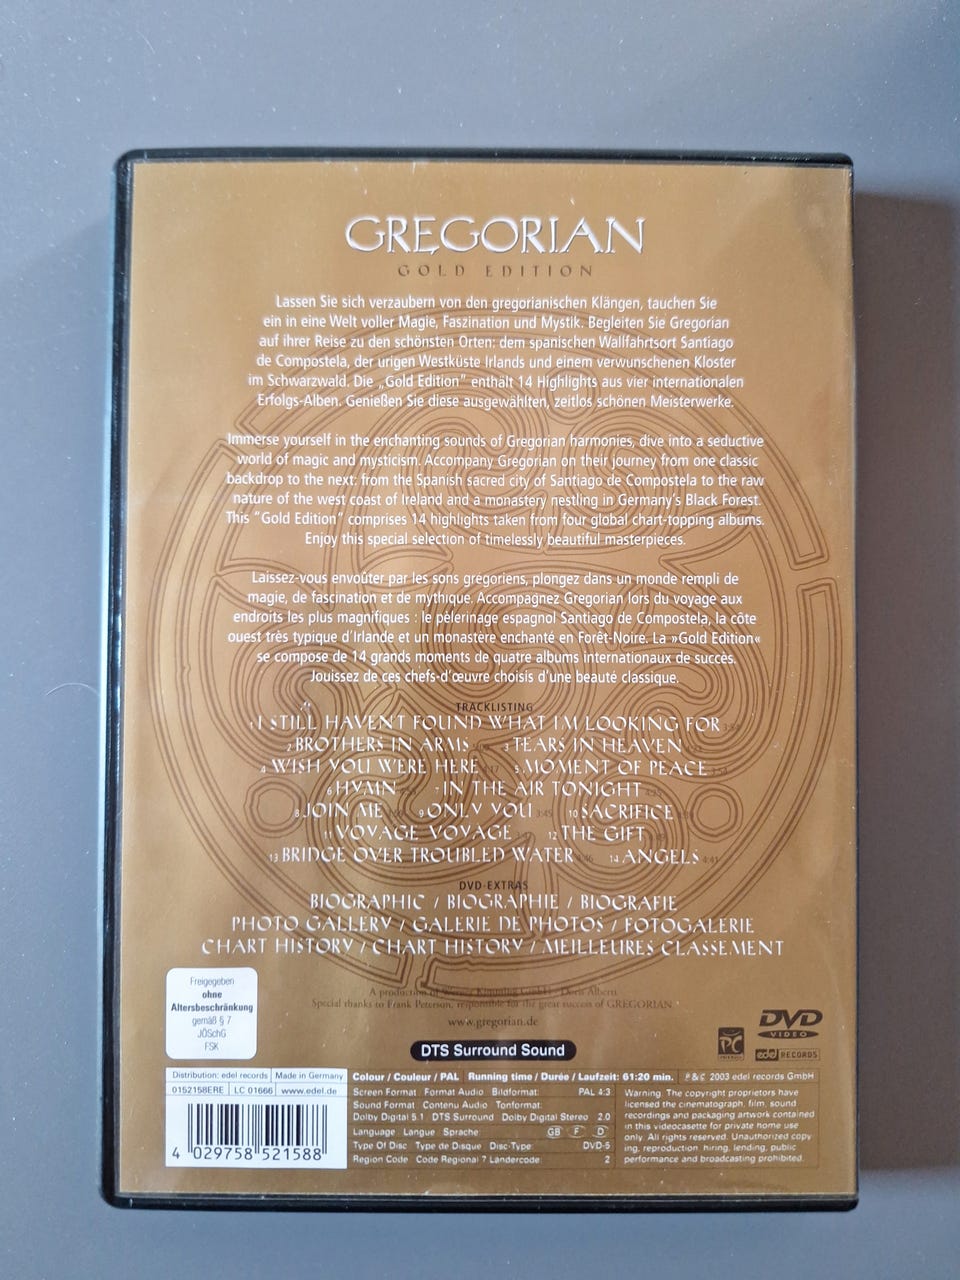 GREGORIAN
GOLD EDITION
Lassen Sie sich verzaubern von den gregorianischen Klängen, tauchen Sie
ein in eine Welt voller Magie, Faszination und Mystik. Begleiten Sie Gregorian
auf ihrer Reise zu den schönsten Orten: dem spanischen Wallfahrtsort Santiago
de Compostela, der urigen Westküste Irlands und einem verwunschenen Kloster
im Schwarzwald. Die „Gold Edition" enthält 14 Highlights aus vier internationalen
Erfolgs-Alben. Genießen Sie diese ausgewählten, zeitlos schönen Meisterwerke.
Immerse yourself in the enchanting sounds of Gregorian harmonies, dive into a seductive
world of magic and mysticism. Accompany Gregorian on their journey from one classic
backdrop to the next: from the Spanish sacred city of Santiago de Compostela to the raw
nature of the west coast of Ireland and a monastery nestling in Germany's Black Forest.
This "Gold Edition" comprises 14 highlights taken from four global chart-topping albums.
Enjoy this special selection of timelessly beautiful masterpieces.
Laissez-vous envoûter par les sons grégoriens, plongez dans un monde rempli de
magie, de fascination et de mythique. Accompagnez Gregorian lors du voyage aux
endroits les plus magnifiques : le pèlerinage espagnol Santiago de Compostela, la côte
ouest très typique d'Irlande et un monastère enchanté en Forêt-Noire. La »Gold Edition«
se compose de 14 grands moments de quatre albums internationaux de succès.
Jouissez de ces chefs-d'œuvre choisis d'une beauté classique.
TRACKLISTING
1 I STILL HAVENT FOUND WHAT IM LOOKING FOR
2 BROTHERS IN ARMS 3 TEARS IN HEAVEN
4 WISH YOU WERE HERE 5 MOMENT OF PEACE
6 HYMN 7 IN THE AIR TONIGHT
8 JOIN ME 9 ONLY YOU 3:45 10 SACRIFICE
11 VOYAGE VOYAGE 12 THE GIFT
13 BRIDGE OVER TROUBLED WATER 14 ANGELS 4:41
DVD-EXTRAS
BIOGRAPHIC / BIOGRAPHIE / BIOGRAFIE
PHOTO GALLERY / GALERIE DE PHOTOS / FOTOGALERIE
CHART HISTORY / CHART HISTORY / MEILLEURES CLASSEMENT
A production of GmbH
Special thanks to Frank Peterson, responsible for the great success of GREGORIAN
www.gregorian.de
DTS Surround Sound
Freigegeben
ohne
Altersbeschränkung
gemäß § 7
JÖSchG
FSK
PC
DVD
VIDEO
edel RECORDS
Distribution: edel records Made in Germany
0152158ERE LC 01666 www.edel.de
4 029758 521588
Colour / Couleur / PAL Running time / Durée / Laufzeit: 61:20 min. P & C 2003 edel records GmbH
Screen Format Format Audio Bildformat: PAL 4:3
Sound Format Contenu Audio Tonformat:
Dolby Digital 5.1 DTS Surround Dolby Digital Stereo 2.0
Language Langue Sprache: GB F D
Type Of Disc Type de Disque Disc-Type: DVD-5
Region Code Code Regional ? Ländercode: 2
Warning. The copyright proprietors have
licensed the cinematograph, film, sound
recordings and packaging artwork contained
in this videocassette for private home use
only. All rights reserved. Unauthorized copy
ing, reproduction, hiring, lending, public
performance and broadcasting prohibited.